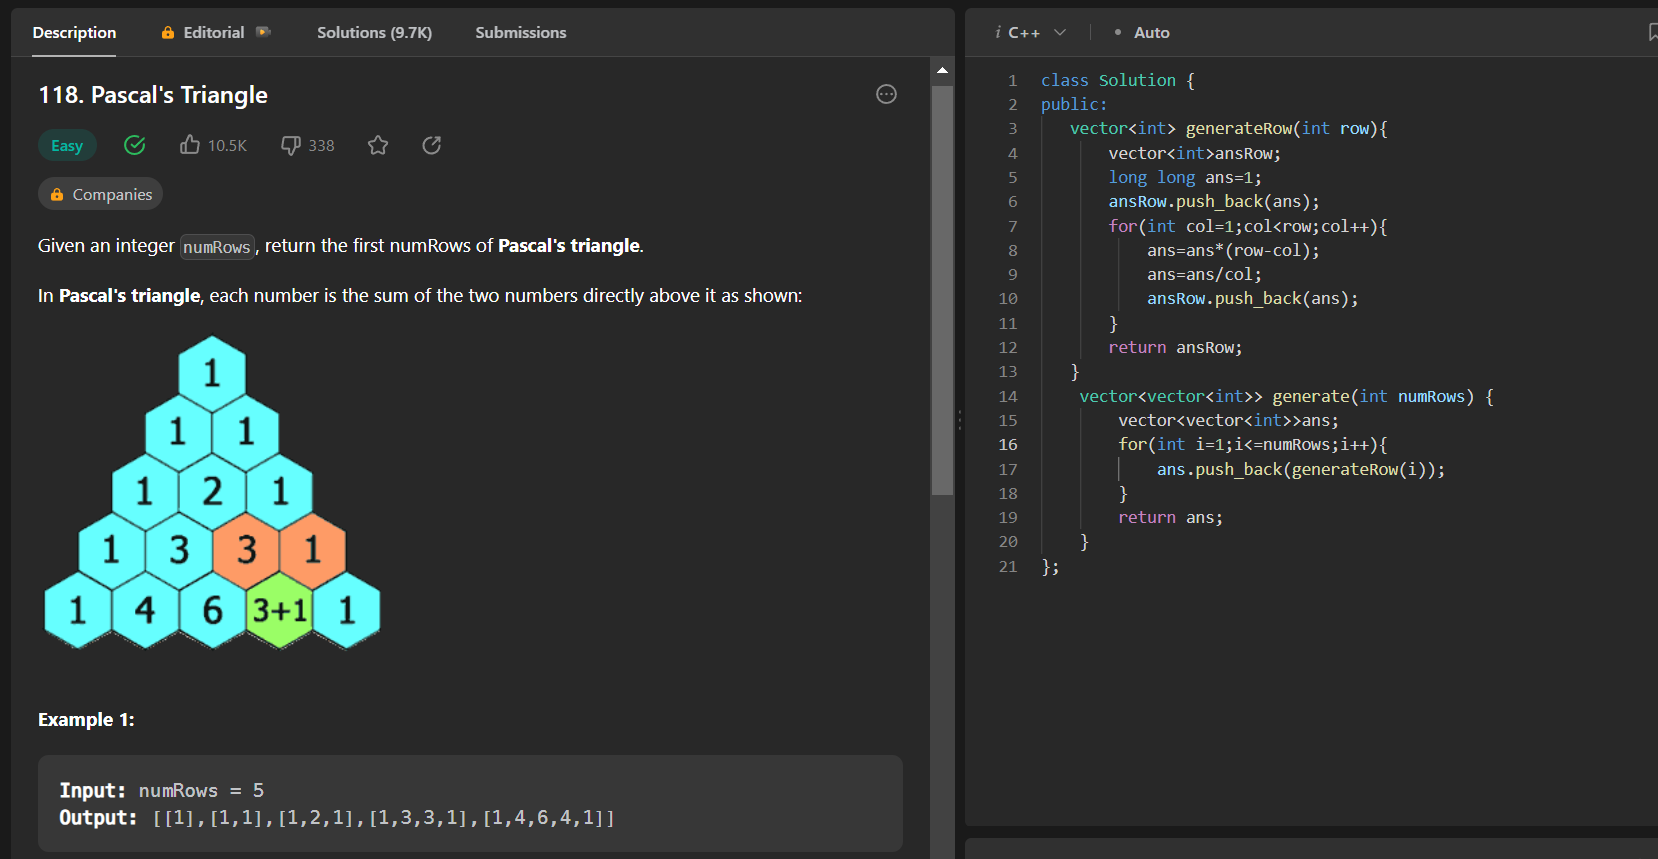 Description Editorial Solutions (9.7K) Submissions
118. Pascal's Triangle
Easy 10.5K 338
Companies
Given an integer numRows, return the first numRows of Pascal's triangle.
In Pascal's triangle, each number is the sum of the two numbers directly above it as shown:
1
1 1
1 2 1
1 3 3 1
1 4 6 3+1 1
Example 1:
Input: numRows = 5
Output: [[1],[1,1],[1,2,1],[1,3,3,1],[1,4,6,4,1]]
i C++ • Auto
1 class Solution {
2 public:
3 vector<int> generateRow(int row){
4 vector<int>ansRow;
5 long long ans=1;
6 ansRow.push_back(ans);
7 for(int col=1;col<row;col++){
8 ans=ans*(row-col);
9 ans=ans/col;
10 ansRow.push_back(ans);
11 }
12 return ansRow;
13 }
14 vector<vector<int>> generate(int numRows) {
15 vector<vector<int>>ans;
16 for(int i=1;i<=numRows;i++){
17 ans.push_back(generateRow(i));
18 }
19 return ans;
20 }
21 };